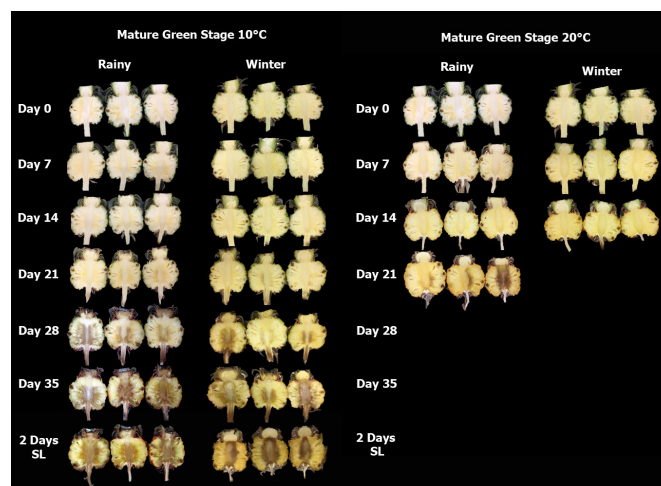 Mature Green Stage 10°C
Rainy
Winter
Day 0
Day 7
Day 14
Day 21
Day 28
Day 35
2 Days
SL
Mature Green Stage 20°C
Rainy
Winter
Day 0
Day 7
Day 14
Day 21
Day 28
Day 35
2 Days
SL